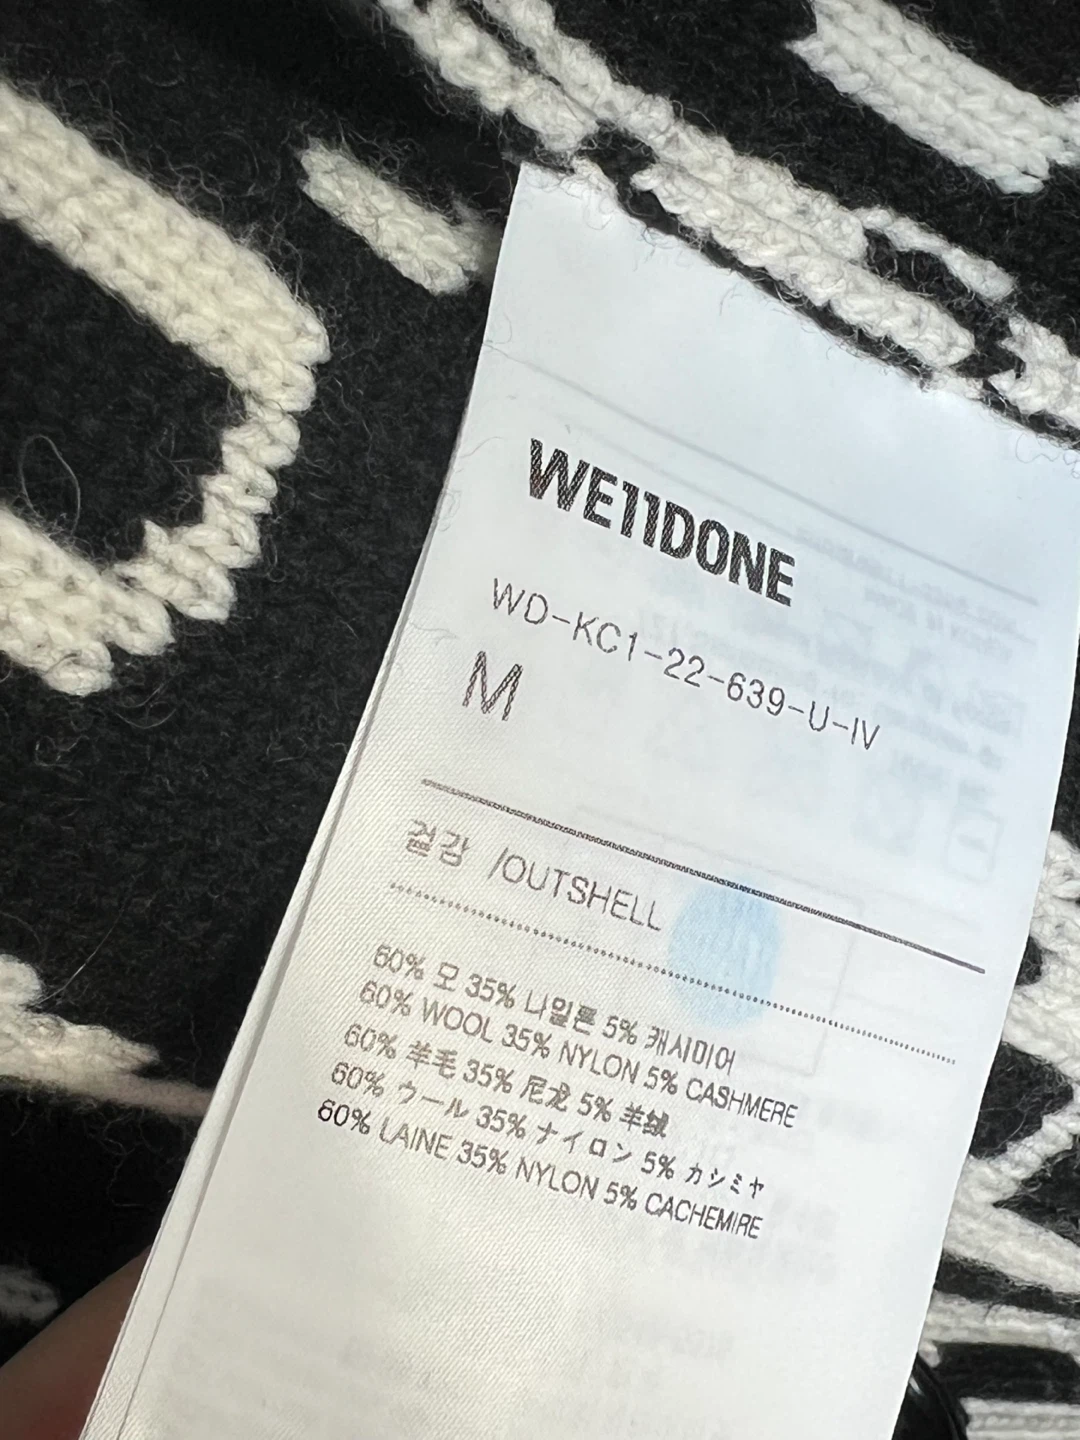 WE11DONE
WD-KC1-22-639-U-IV
M
겉감 /OUTSHELL
60% 모 35% 나일론 5% 캐시미어
60% WOOL 35% NYLON 5% CASHMERE
60% 羊毛 35% 尼龙 5% 羊绒
60% ウール 35% ナイロン 5% カシミヤ
60% LAINE 35% NYLON 5% CACHEMIRE